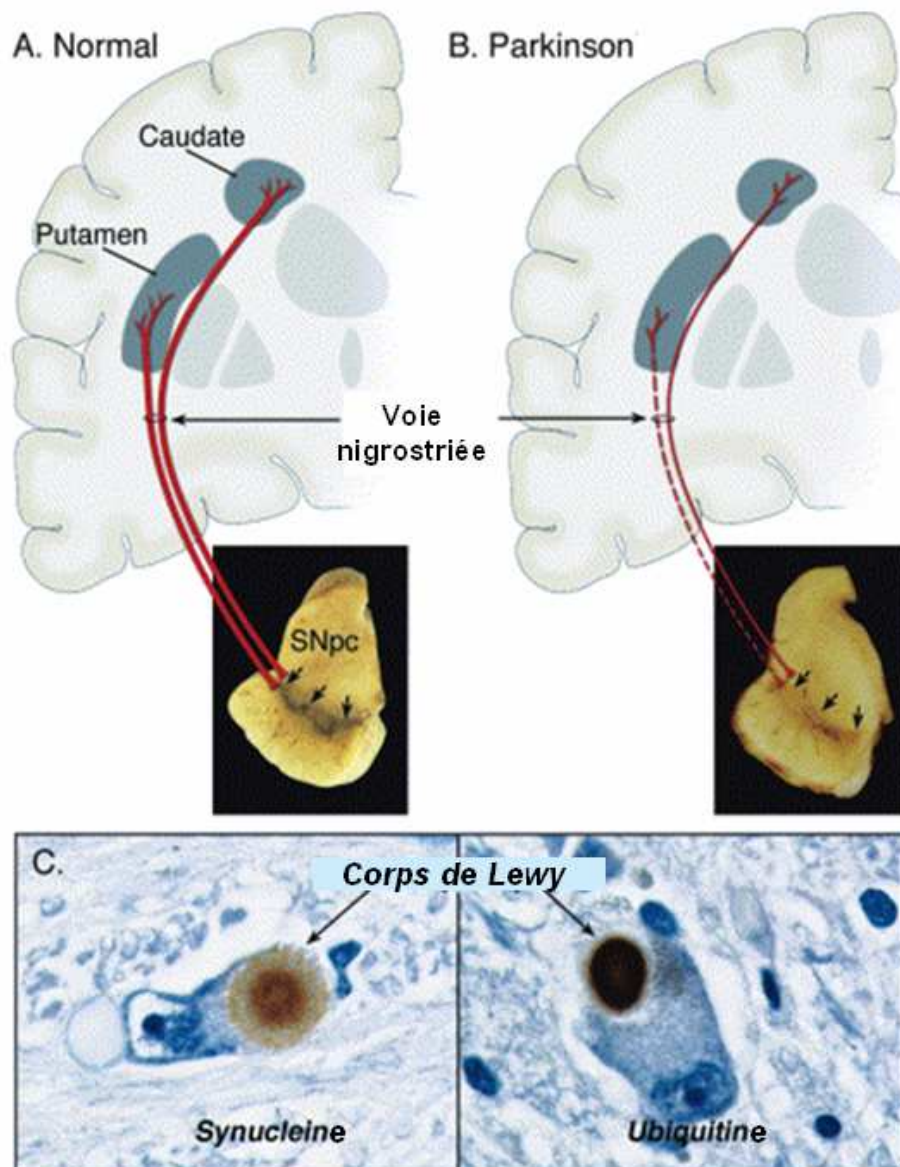 A. Normal
B. Parkinson
Caudate
Putamen
Voie
nigrostriée
SNpc
C.
Corps de Lewy
Synucleine
Ubiquitine